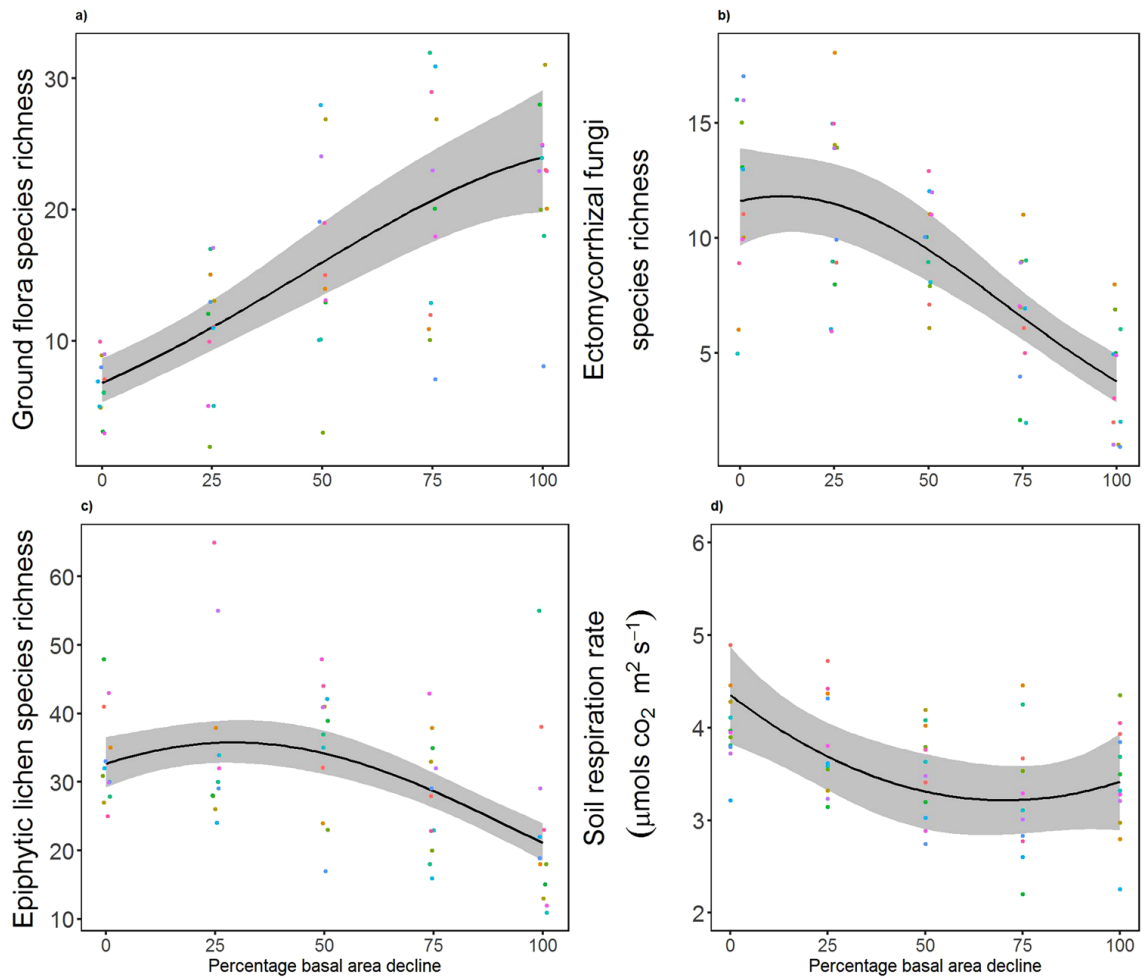 a)
Ground flora species richness
30
20
10
0 25 50 75 100
b)
Ectomycorrhizal fungi
species richness
15
10
5
0 25 50 75 100
c)
Epiphytic lichen species richness
60
50
40
30
20
10
0 25 50 75 100
Percentage basal area decline
d)
Soil respiration rate
(μmols co₂ m² s⁻¹)
6
5
4
3
2
0 25 50 75 100
Percentage basal area decline